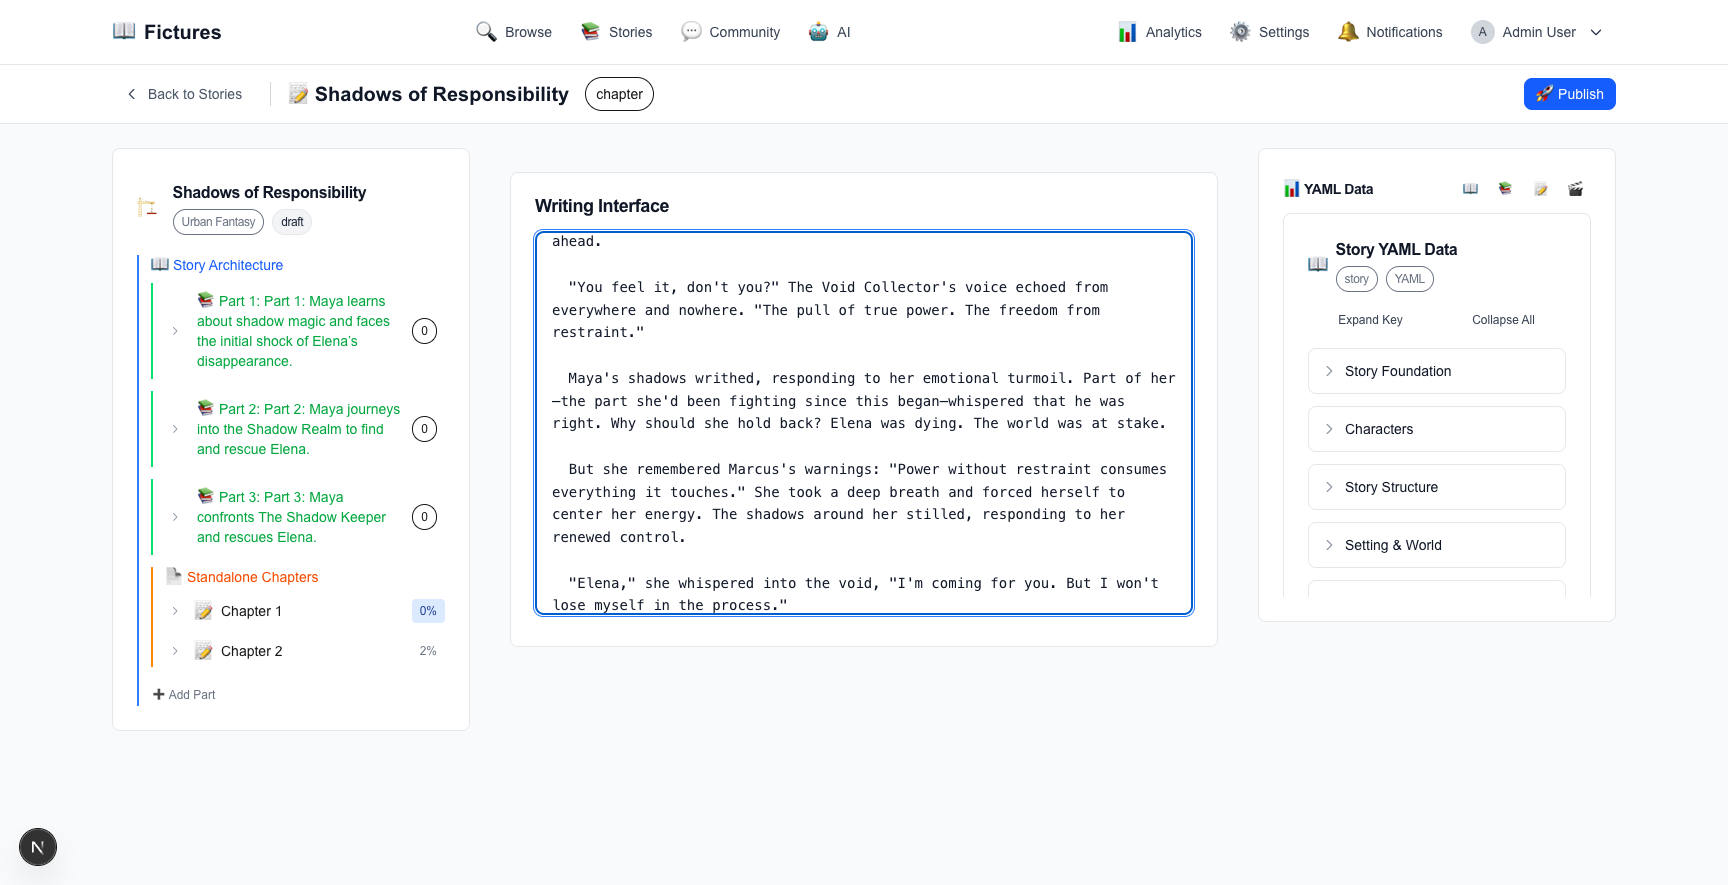 Fictures
Browse
Stories
Community
AI
Analytics
Settings
Notifications
A
Admin User
Back to Stories
Shadows of Responsibility
chapter
Publish
Shadows of Responsibility
Urban Fantasy
draft
Story Architecture
Part 1: Part 1: Maya learns
about shadow magic and faces
the initial shock of Elena's
disappearance.
0
Part 2: Part 2: Maya journeys
into the Shadow Realm to find
and rescue Elena.
0
Part 3: Part 3: Maya
confronts The Shadow Keeper
and rescues Elena.
0
Standalone Chapters
Chapter 1
0%
Chapter 2
2%
Add Part
Writing Interface
ahead.
"You feel it, don't you?" The Void Collector's voice echoed from
everywhere and nowhere. "The pull of true power. The freedom from
restraint."
Maya's shadows writhed, responding to her emotional turmoil. Part of her
—the part she'd been fighting since this began—whispered that he was
right. Why should she hold back? Elena was dying. The world was at stake.
But she remembered Marcus's warnings: "Power without restraint consumes
everything it touches." She took a deep breath and forced herself to
center her energy. The shadows around her stilled, responding to her
renewed control.
"Elena," she whispered into the void, "I'm coming for you. But I won't
lose myself in the process."
YAML Data
Story YAML Data
story
YAML
Expand Key
Collapse All
Story Foundation
Characters
Story Structure
Setting & World
N